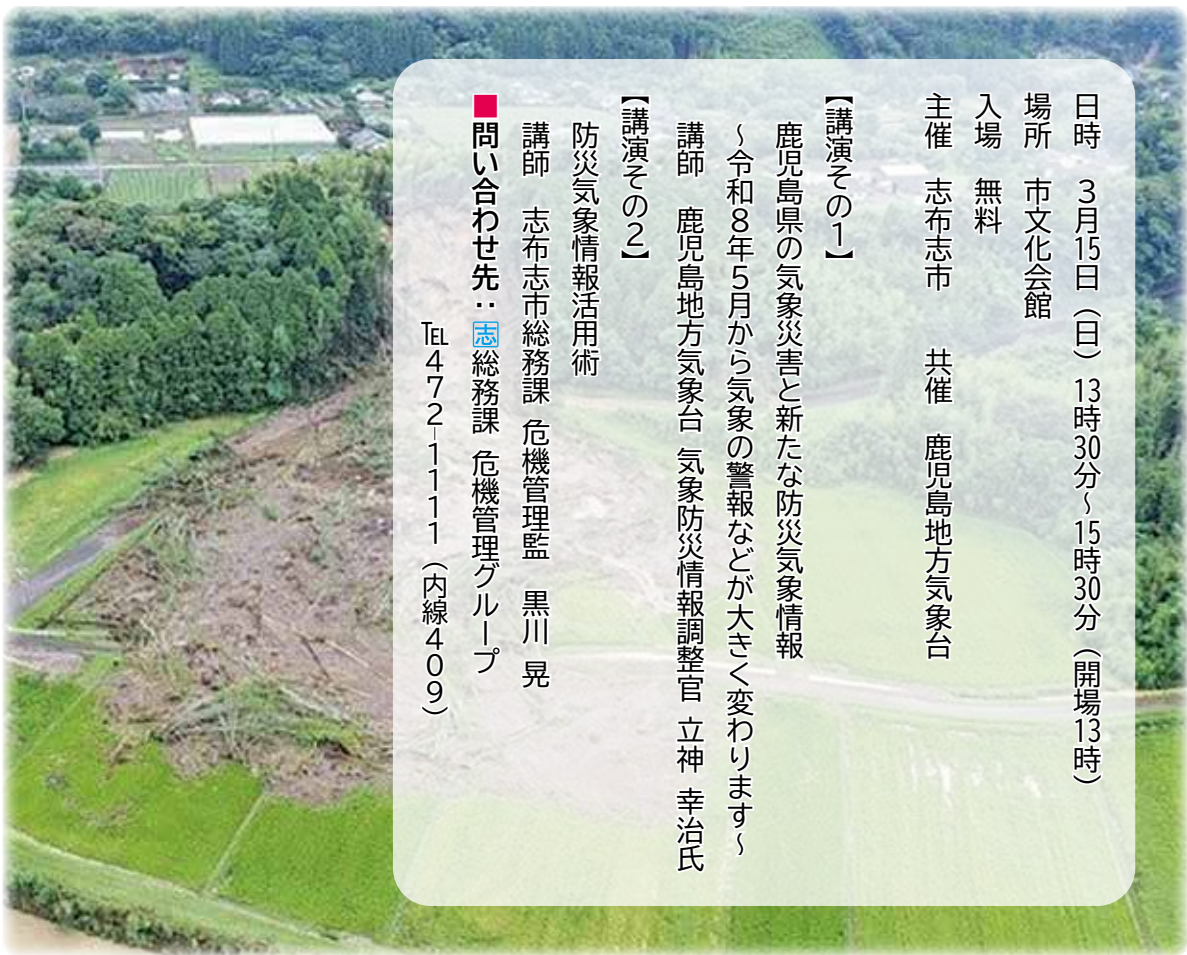 日時　3月15日（日）13時30分～15時30分（開場13時）
場所　市文化会館
入場　無料
主催　志布志市　　共催　鹿児島地方気象台
【講演その1】
鹿児島県の気象災害と新たな防災気象情報
～令和8年5月から気象の警報などが大きく変わります～
講師　鹿児島地方気象台 気象防災情報調整官 立神 幸治氏
【講演その2】
防災気象情報活用術
講師　志布志市総務課 危機管理監　黒川 晃
■問い合わせ先：志 総務課 危機管理グループ
℡472-1111（内線409）